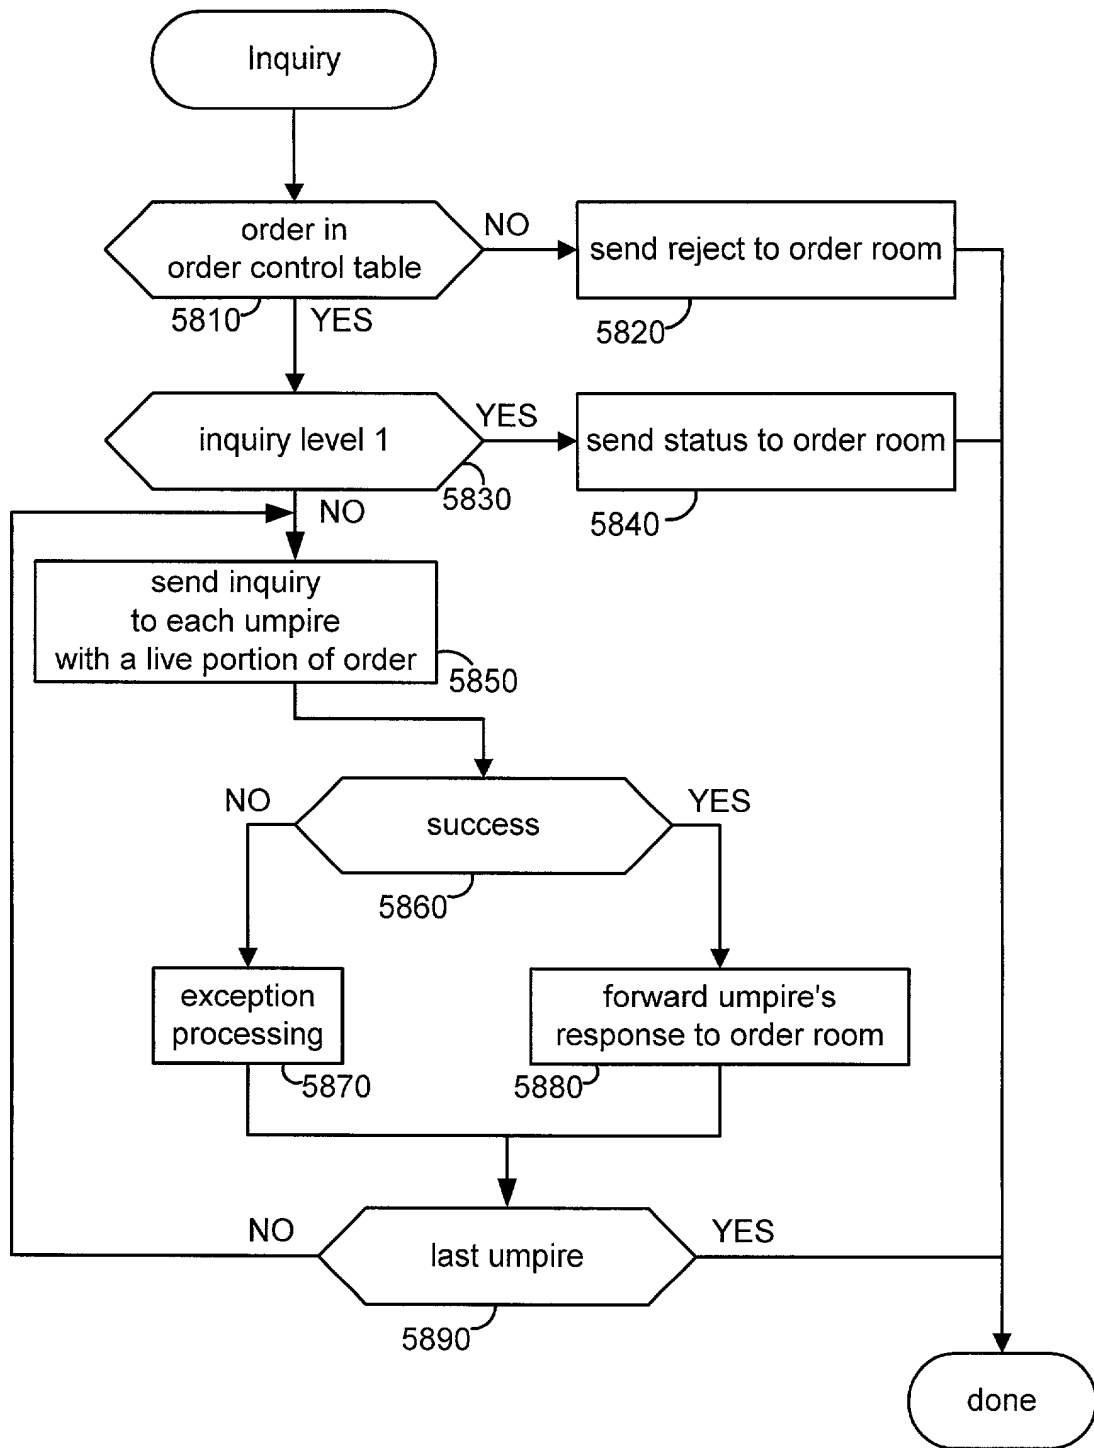 Inquiry
order in
order control table
NO
send reject to order room
5810
YES
5820
inquiry level 1
YES
send status to order room
5830
5840
NO
send inquiry
to each umpire
with a live portion of order
5850
NO
success
YES
5860
exception
processing
forward umpire's
response to order room
5870
5880
NO
last umpire
YES
5890
done